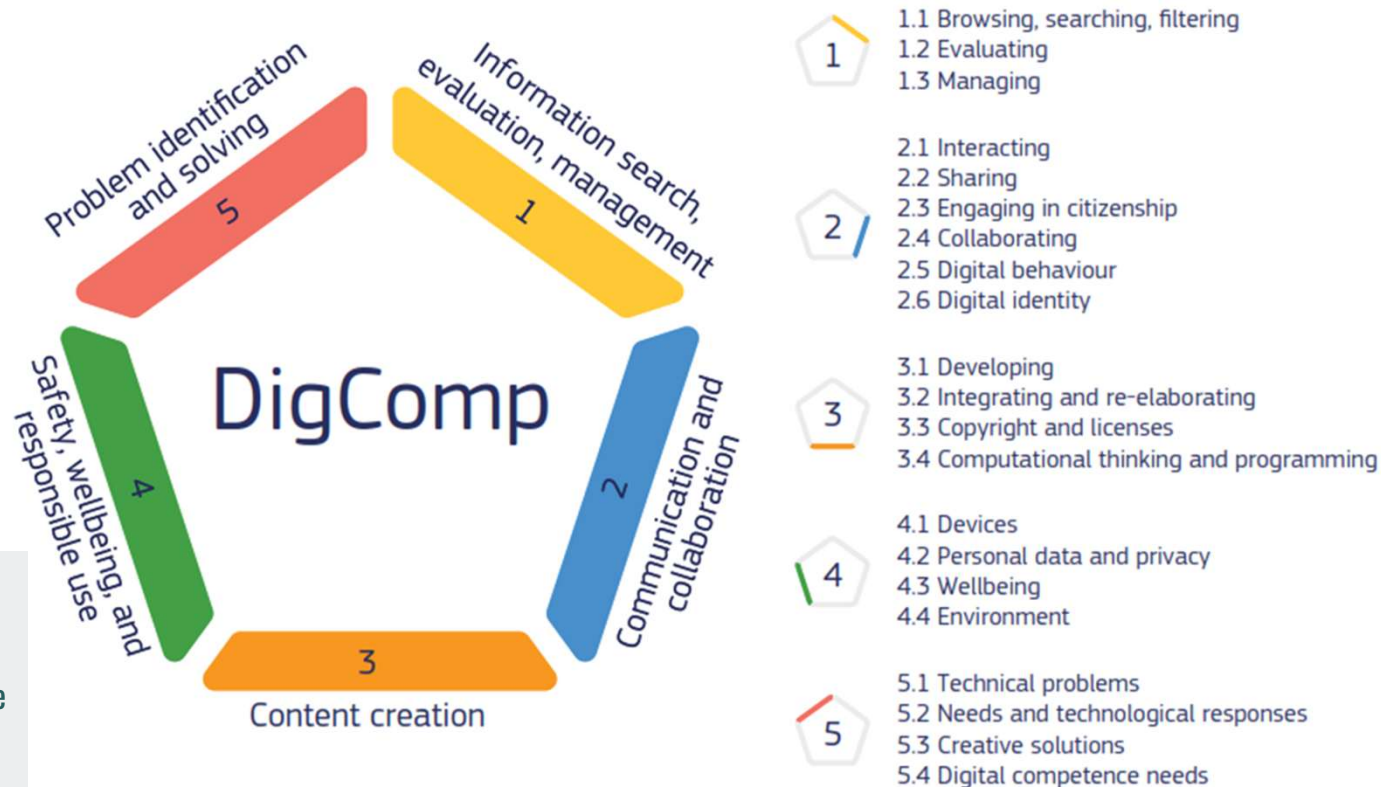 Problem identification
and solving
5
Information search,
evaluation, management
1
DigComp
Safety, wellbeing, and
responsible use
4
Communication and
collaboration
2
3
Content creation
e
1
1.1 Browsing, searching, filtering
1.2 Evaluating
1.3 Managing
2
2.1 Interacting
2.2 Sharing
2.3 Engaging in citizenship
2.4 Collaborating
2.5 Digital behaviour
2.6 Digital identity
3
3.1 Developing
3.2 Integrating and re-elaborating
3.3 Copyright and licenses
3.4 Computational thinking and programming
4
4.1 Devices
4.2 Personal data and privacy
4.3 Wellbeing
4.4 Environment
5
5.1 Technical problems
5.2 Needs and technological responses
5.3 Creative solutions
5.4 Digital competence needs